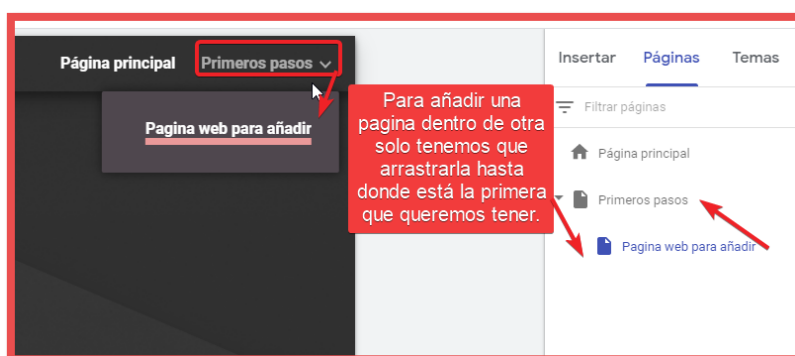 Página principal
Primeros pasos
Pagina web para añadir
Para añadir una
pagina dentro de otra
solo tenemos que
arrastrarla hasta
donde está la primera
que queremos tener.
Insertar Páginas Temas
Filtrar páginas
Página principal
Primeros pasos
Pagina web para añadir